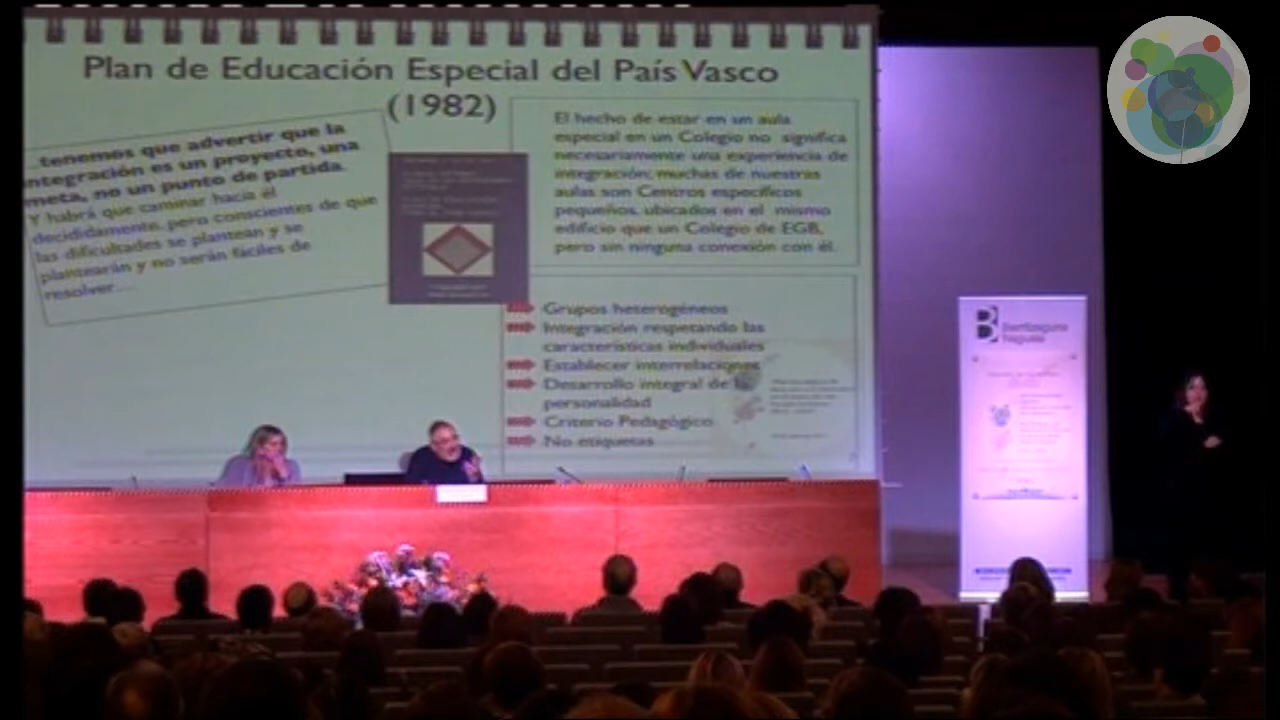 Plan de Educación Especial del País Vasco
(1982)
...tenemos que advertir que la
integración es un proyecto, una
meta, no un punto de partida.
Y habrá que caminar hacia él
decididamente, pero conscientes de que
las dificultades se plantean y se
plantearán y no serán fáciles de
resolver...
El hecho de estar en un aula
especial en un Colegio no significa
necesariamente una experiencia de
integración; muchas de nuestras
aulas son Centros específicos
pequeños, ubicados en el mismo
edificio que un Colegio de EGB,
pero sin ninguna conexión con él.
Grupos heterogéneos
Integración respetando las
características individuales
Establecer interrelaciones
Desarrollo integral de la
personalidad
Criterio Pedagógico
No etiquetas
Berritzegune
Nagusia